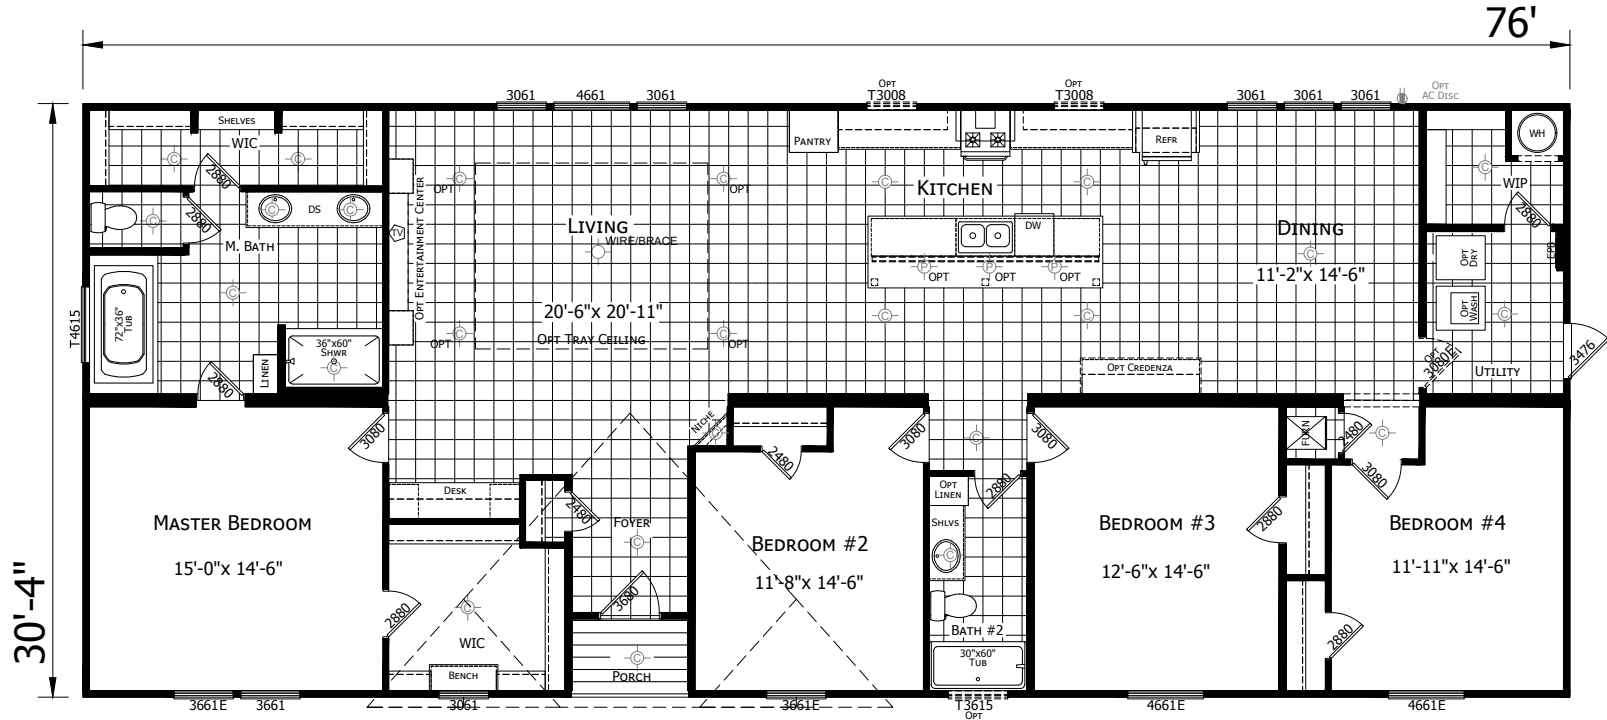 76'
30'-4"
3061
4661
3061
OPT
T3008
OPT
T3008
3061
3061
3061
OPT
AC DISC
SHELVES
WIC
C
C
2880
C
2880
C
DS
C
M. BATH
C
T4615
72"x36"
TUB
2880
LINEN
36"x60"
SHWR
C
OPT ENTERTAINMENT CENTER
TV
C
OPT
C
OPT
LIVING
WIRE/BRACE
20'-6"x 20'-11"
OPT TRAY CEILING
C
OPT
C
OPT
PANTRY
REFR
C
KITCHEN
C
DW
P
OPT
P
OPT
P
OPT
C
C
OPT CREDENZA
DINING
C
11'-2"x 14'-6"
WH
C
WIP
2880
EPB
OPT
DRY
OPT
WASH
C
OPT
3080E
UTILITY
3476
3080
NICHE
C
DESK
2480
FOYER
C
3680
MASTER BEDROOM
15'-0"x 14'-6"
2880
C
WIC
BENCH
C
PORCH
2480
BEDROOM #2
11'-8"x 14'-6"
3080
C
3080
OPT
LINEN
2880
SHLVS
C
BATH #2
30"x60"
TUB
BEDROOM #3
12'-6"x 14'-6"
2880
FURN
2480
C
3080
BEDROOM #4
11'-11"x 14'-6"
2880
3661E
3661
3061
3661E
T3615
OPT
4661E
4661E